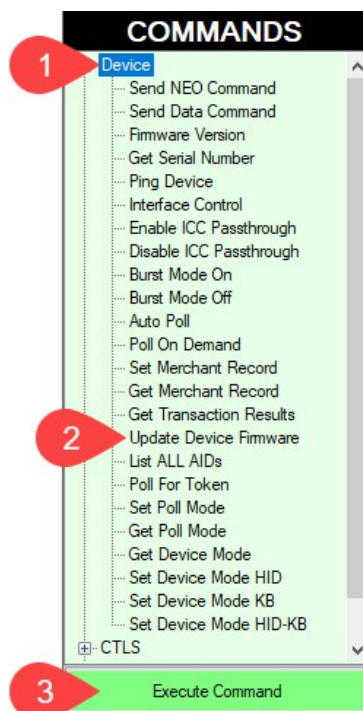 COMMANDS
1
Device
Send NEO Command
Send Data Command
Firmware Version
Get Serial Number
Ping Device
Interface Control
Enable ICC Passthrough
Disable ICC Passthrough
Burst Mode On
Burst Mode Off
Auto Poll
Poll On Demand
Set Merchant Record
Get Merchant Record
Get Transaction Results
2
Update Device Firmware
List ALL AIDs
Poll For Token
Set Poll Mode
Get Poll Mode
Get Device Mode
Set Device Mode HID
Set Device Mode KB
Set Device Mode HID-KB
CTLS
3
Execute Command